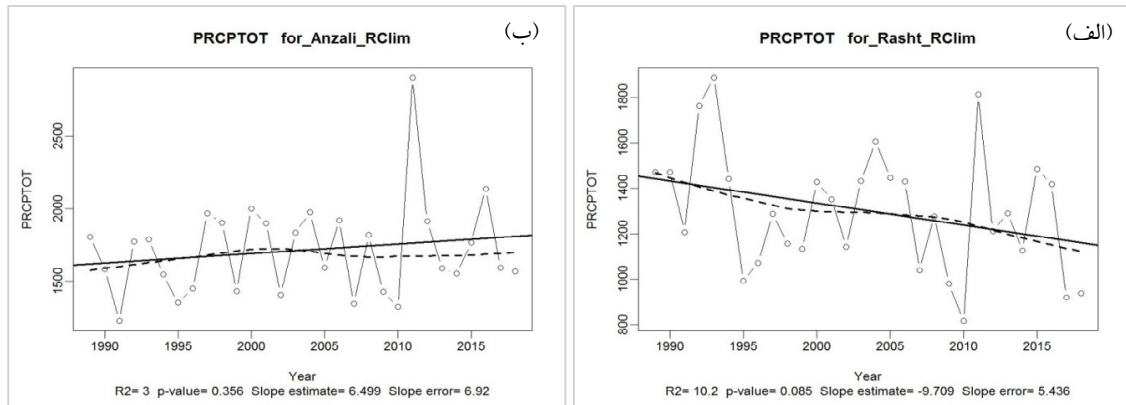 (ب)
PRCPTOT for_Anzali_RClim
PRCPTOT
2500
2000
1500
1990 1995 2000 2005 2010 2015
Year
R2= 3 p-value= 0.356 Slope estimate= 6.499 Slope error= 6.92
(الف)
PRCPTOT for_Rasht_RClim
PRCPTOT
1800
1600
1400
1200
1000
800
1990 1995 2000 2005 2010 2015
Year
R2= 10.2 p-value= 0.085 Slope estimate= -9.709 Slope error= 5.436